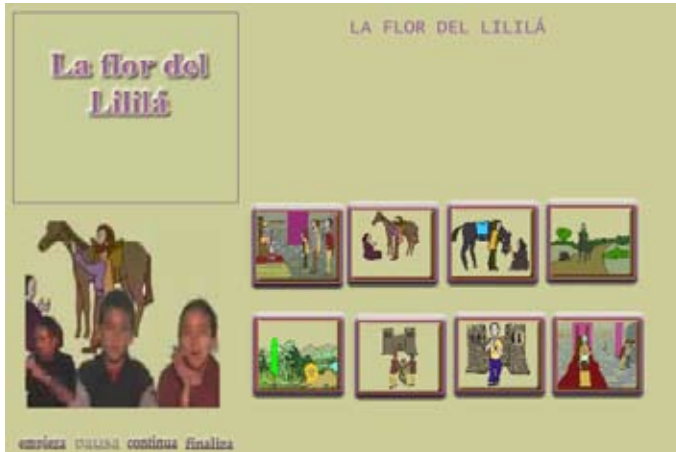 La flor del
Lililá
LA FLOR DEL LILILÁ
empieza pausa continua finaliza